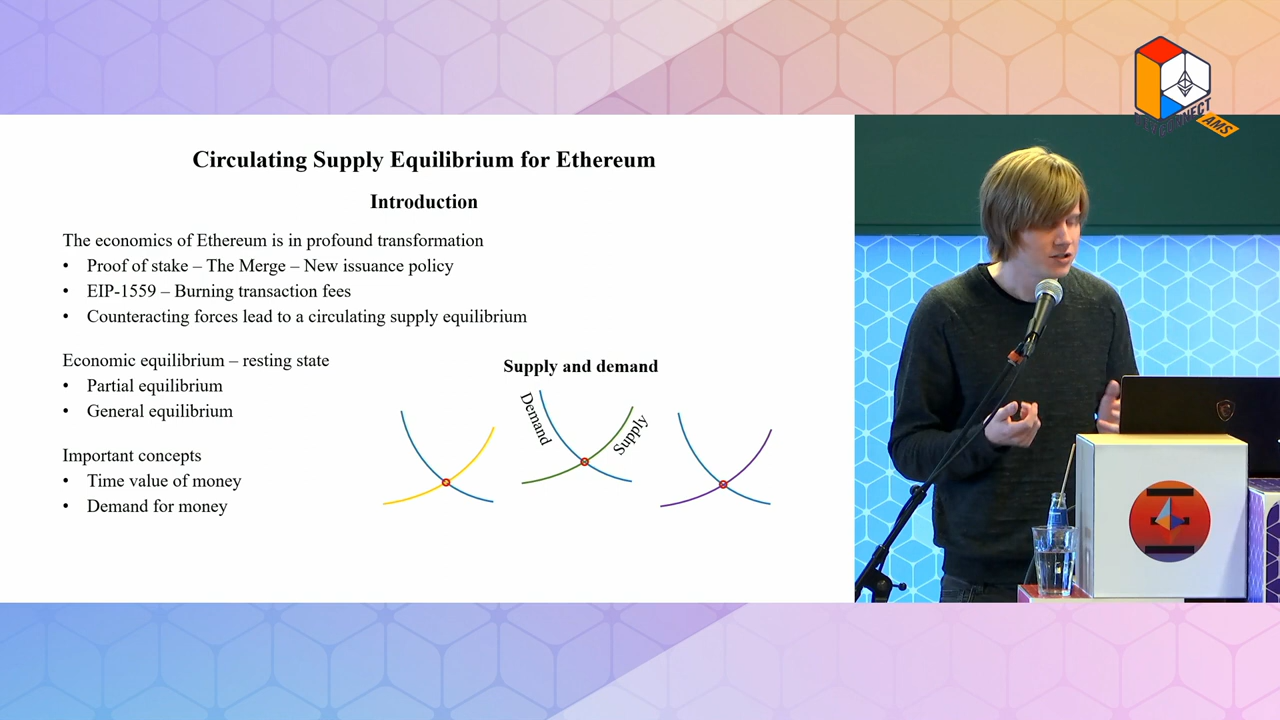 Circulating Supply Equilibrium for Ethereum
Introduction
The economics of Ethereum is in profound transformation
• Proof of stake – The Merge – New issuance policy
• EIP-1559 – Burning transaction fees
• Counteracting forces lead to a circulating supply equilibrium
Economic equilibrium – resting state
• Partial equilibrium
• General equilibrium
Important concepts
• Time value of money
• Demand for money
Supply and demand
Demand
Supply
AMS